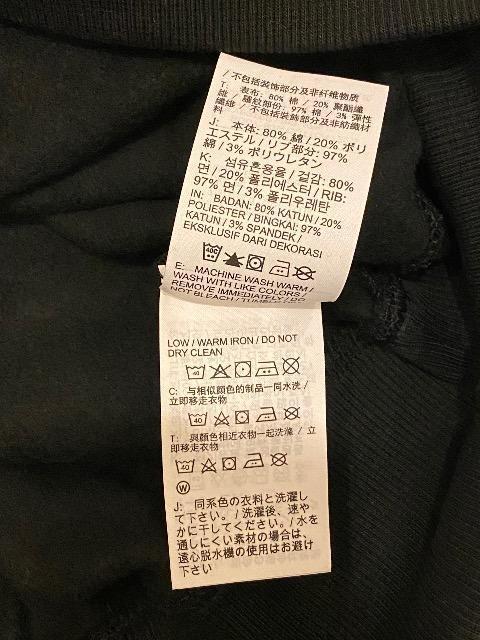 / 不包括装饰部分及非纤维物质
T: 表布: 80% 棉 / 20% 聚酯纖
維 / 隨紋部份: 97% 棉 / 3% 彈性
纖維 / 不包括裝飾部分及非紡織材
料
J: 本体: 80% 綿 / 20% ポリ
エステル / リブ部分: 97%
綿 / 3% ポリウレタン
K: 섬유혼용율 / 겉감: 80%
면 / 20% 폴리에스터 / RIB:
97% 면 / 3% 폴리우레탄
IN: BADAN: 80% KATUN / 20%
POLIESTER / BINGKAI: 97%
KATUN / 3% SPANDEK /
EKSKLUSIF DARI DEKORASI
40C
E: MACHINE WASH WARM /
WASH WITH LIKE COLORS /
REMOVE IMMEDIATELY / DO
NOT BLEACH / TUMBLE
LOW / WARM IRON / DO NOT
DRY CLEAN
40
C: 与相似颜色的制品一同水洗 /
立即移走衣物
40
T: 與顏色相近衣物一起洗滌 / 立
即移走衣物
40
W
J: 同系色の衣料と洗濯し
て下さい。/ 洗濯後、速や
かに干してください。/ 水を
通しにくい素材の場合は、
遠心脱水機の使用はお避け
下さい